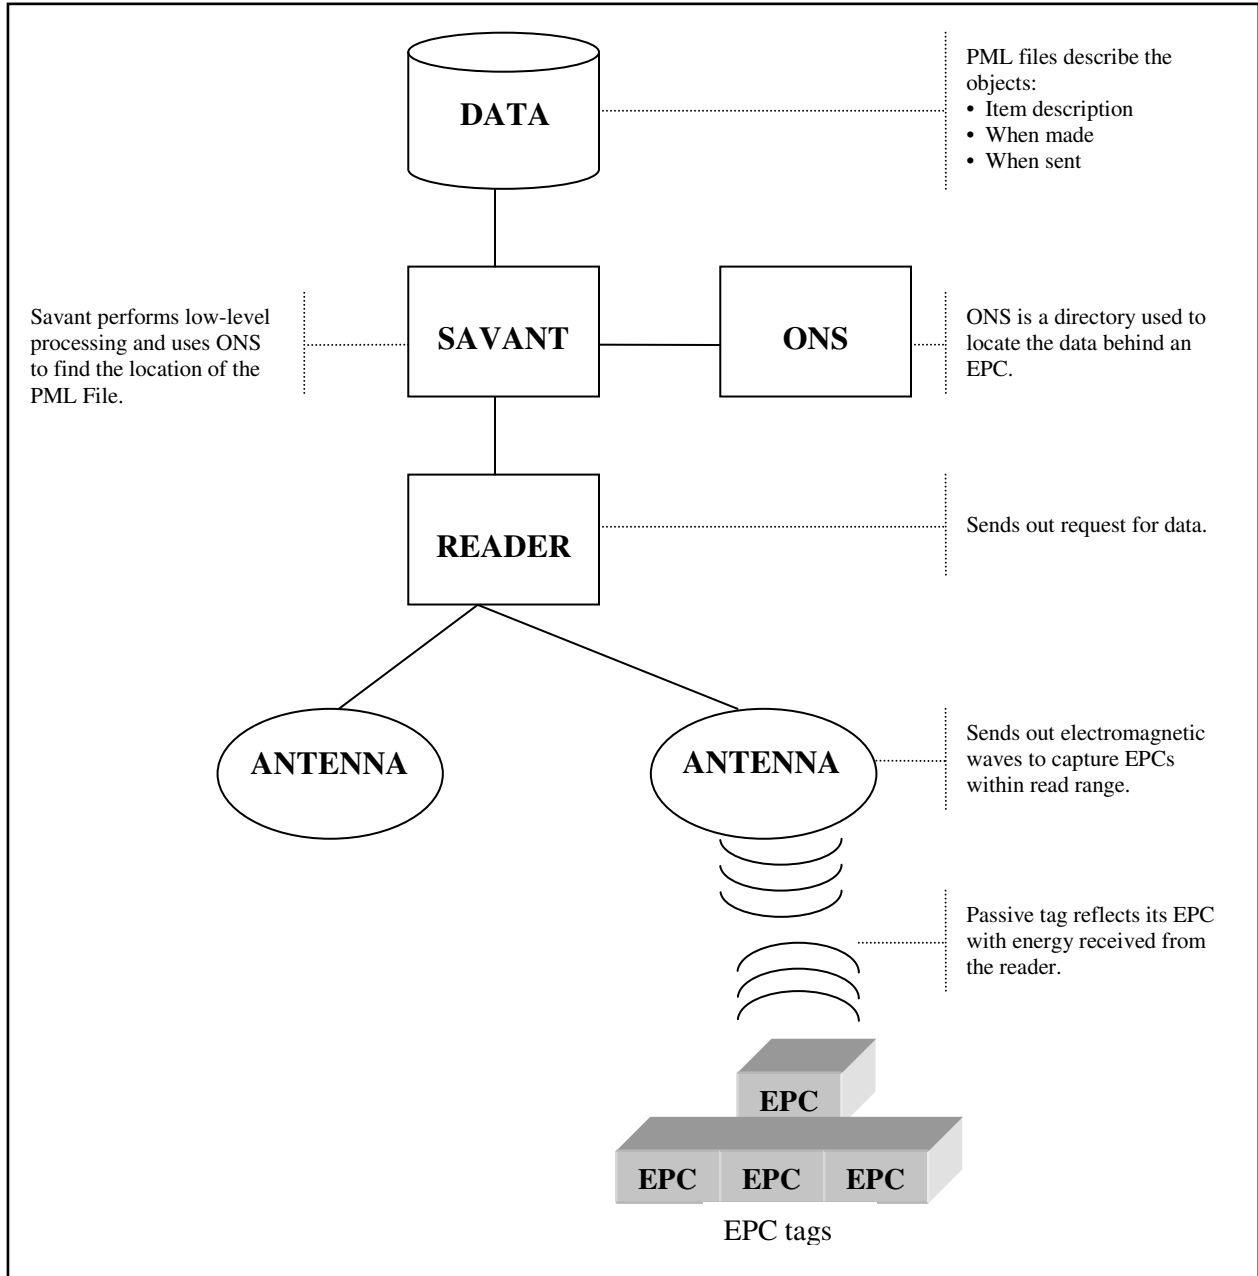 DATA
PML files describe the
objects:
• Item description
• When made
• When sent
Savant performs low-level
processing and uses ONS
to find the location of the
PML File.
SAVANT
ONS
ONS is a directory used to
locate the data behind an
EPC.
READER
Sends out request for data.
ANTENNA
ANTENNA
Sends out electromagnetic
waves to capture EPCs
within read range.
Passive tag reflects its EPC
with energy received from
the reader.
EPC
EPC EPC EPC
EPC tags